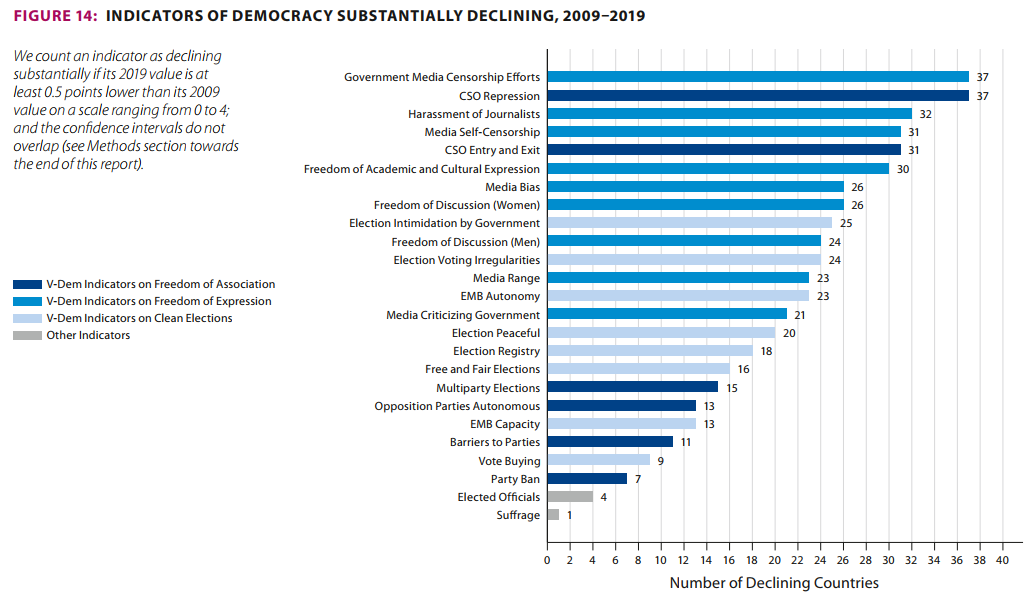 FIGURE 14: INDICATORS OF DEMOCRACY SUBSTANTIALLY DECLINING, 2009–2019
We count an indicator as declining
substantially if its 2019 value is at
least 0.5 points lower than its 2009
value on a scale ranging from 0 to 4;
and the confidence intervals do not
overlap (see Methods section towards
the end of this report).
V-Dem Indicators on Freedom of Association
V-Dem Indicators on Freedom of Expression
V-Dem Indicators on Clean Elections
Other Indicators
Government Media Censorship Efforts 37
CSO Repression 37
Harassment of Journalists 32
Media Self-Censorship 31
CSO Entry and Exit 31
Freedom of Academic and Cultural Expression 30
Media Bias 26
Freedom of Discussion (Women) 26
Election Intimidation by Government 25
Freedom of Discussion (Men) 24
Election Voting Irregularities 24
Media Range 23
EMB Autonomy 23
Media Criticizing Government 21
Election Peaceful 20
Election Registry 18
Free and Fair Elections 16
Multiparty Elections 15
Opposition Parties Autonomous 13
EMB Capacity 13
Barriers to Parties 11
Vote Buying 9
Party Ban 7
Elected Officials 4
Suffrage 1
0 2 4 6 8 10 12 14 16 18 20 22 24 26 28 30 32 34 36 38 40
Number of Declining Countries